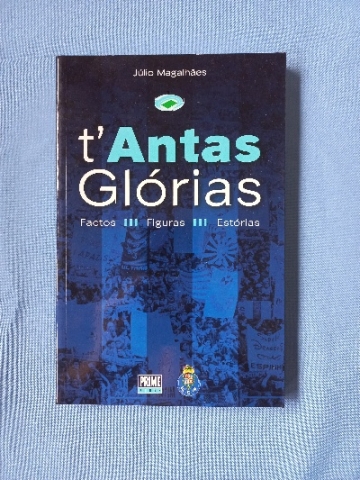 Júlio Magalhães
t'Antas
Glórias
Factos Figuras Estórias
PRIME